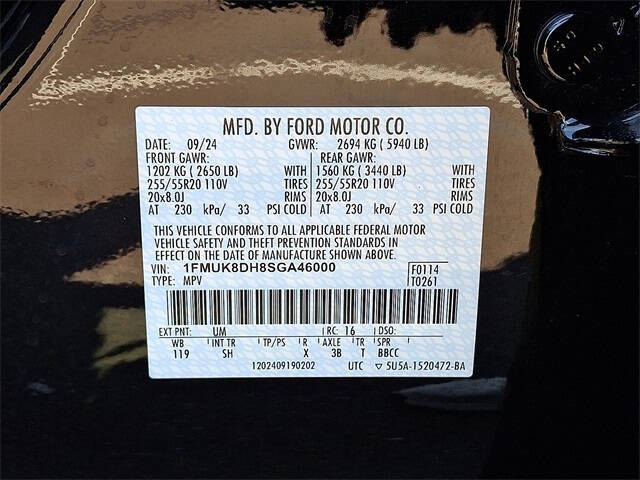 MFD. BY FORD MOTOR CO.
DATE: 09/24 GVWR: 2694 KG ( 5940 LB)
FRONT GAWR: REAR GAWR:
1202 KG ( 2650 LB) WITH 1560 KG ( 3440 LB) WITH
255/55R20 110V TIRES 255/55R20 110V TIRES
20x8.0J RIMS 20x8.0J RIMS
AT 230 kPa/ 33 PSI COLD AT 230 kPa/ 33 PSI COLD
THIS VEHICLE CONFORMS TO ALL APPLICABLE FEDERAL MOTOR
VEHICLE SAFETY AND THEFT PREVENTION STANDARDS IN
EFFECT ON THE DATE OF MANUFACTURE SHOWN ABOVE.
VIN: 1FMUK8DH8SGA46000 F0114
TYPE: MPV T0261
EXT PNT: UM RC: 16 DSO:
WB INT TR TP/PS R AXLE TR SPR
119 SH X 3B T BBCC
1202409190202 UTC ▽ 5U5A-1520472-BA